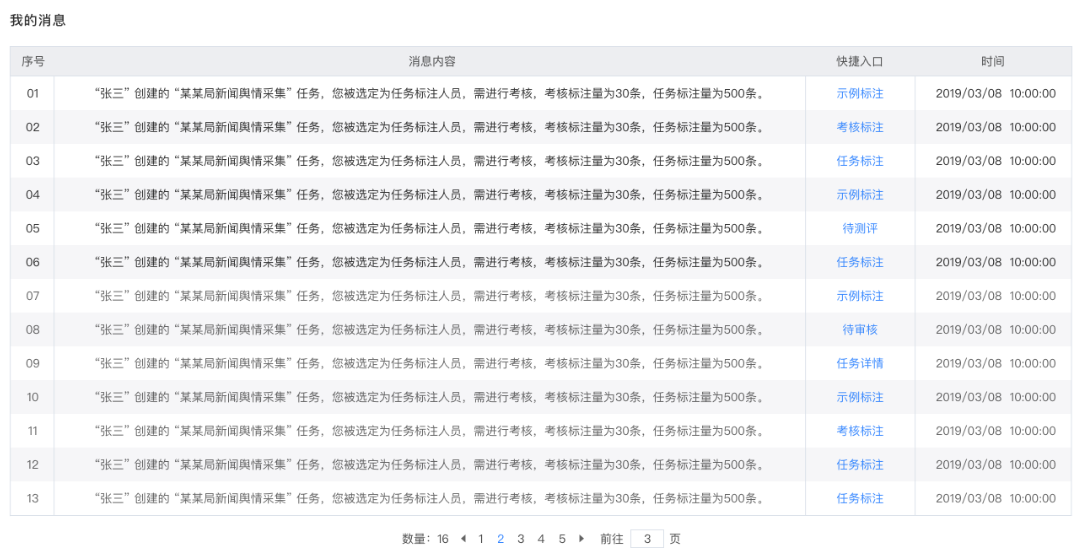 我的消息
序号 消息内容 快捷入口 时间
01 “张三”创建的“某某局新闻舆情采集”任务，您被选定为任务标注人员，需进行考核，考核标注量为30条，任务标注量为500条。 示例标注 2019/03/08 10:00:00
02 “张三”创建的“某某局新闻舆情采集”任务，您被选定为任务标注人员，需进行考核，考核标注量为30条，任务标注量为500条。 考核标注 2019/03/08 10:00:00
03 “张三”创建的“某某局新闻舆情采集”任务，您被选定为任务标注人员，需进行考核，考核标注量为30条，任务标注量为500条。 任务标注 2019/03/08 10:00:00
04 “张三”创建的“某某局新闻舆情采集”任务，您被选定为任务标注人员，需进行考核，考核标注量为30条，任务标注量为500条。 示例标注 2019/03/08 10:00:00
05 “张三”创建的“某某局新闻舆情采集”任务，您被选定为任务标注人员，需进行考核，考核标注量为30条，任务标注量为500条。 待测评 2019/03/08 10:00:00
06 “张三”创建的“某某局新闻舆情采集”任务，您被选定为任务标注人员，需进行考核，考核标注量为30条，任务标注量为500条。 任务标注 2019/03/08 10:00:00
07 “张三”创建的“某某局新闻舆情采集”任务，您被选定为任务标注人员，需进行考核，考核标注量为30条，任务标注量为500条。 示例标注 2019/03/08 10:00:00
08 “张三”创建的“某某局新闻舆情采集”任务，您被选定为任务标注人员，需进行考核，考核标注量为30条，任务标注量为500条。 待审核 2019/03/08 10:00:00
09 “张三”创建的“某某局新闻舆情采集”任务，您被选定为任务标注人员，需进行考核，考核标注量为30条，任务标注量为500条。 任务详情 2019/03/08 10:00:00
10 “张三”创建的“某某局新闻舆情采集”任务，您被选定为任务标注人员，需进行考核，考核标注量为30条，任务标注量为500条。 示例标注 2019/03/08 10:00:00
11 “张三”创建的“某某局新闻舆情采集”任务，您被选定为任务标注人员，需进行考核，考核标注量为30条，任务标注量为500条。 考核标注 2019/03/08 10:00:00
12 “张三”创建的“某某局新闻舆情采集”任务，您被选定为任务标注人员，需进行考核，考核标注量为30条，任务标注量为500条。 任务标注 2019/03/08 10:00:00
13 “张三”创建的“某某局新闻舆情采集”任务，您被选定为任务标注人员，需进行考核，考核标注量为30条，任务标注量为500条。 任务标注 2019/03/08 10:00:00
数量：16 1 2 3 4 5 前往 3 页